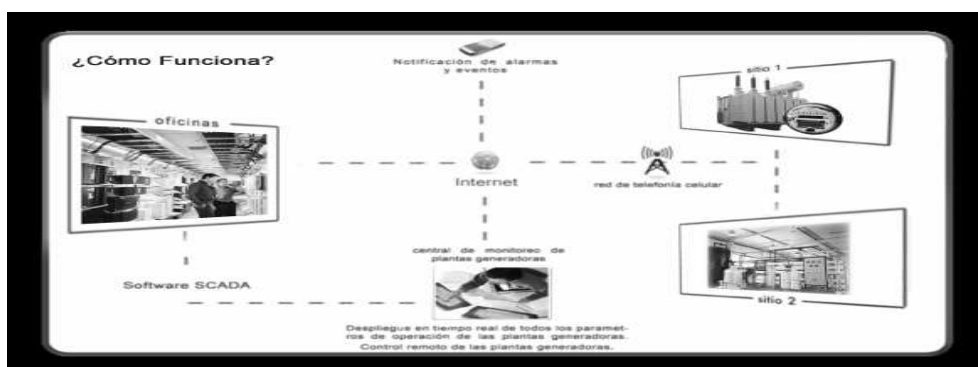 ¿Cómo Funciona?
Notificación de alarmas
y eventos
sitio 1
oficinas
Internet
red de telefonía celular
central de monitoreo de
plantas generadoras
Software SCADA
sitio 2
Despliegue en tiempo real de todos los paramet-
ros de operación de las plantas generadoras.
Control remoto de las plantas generadoras.